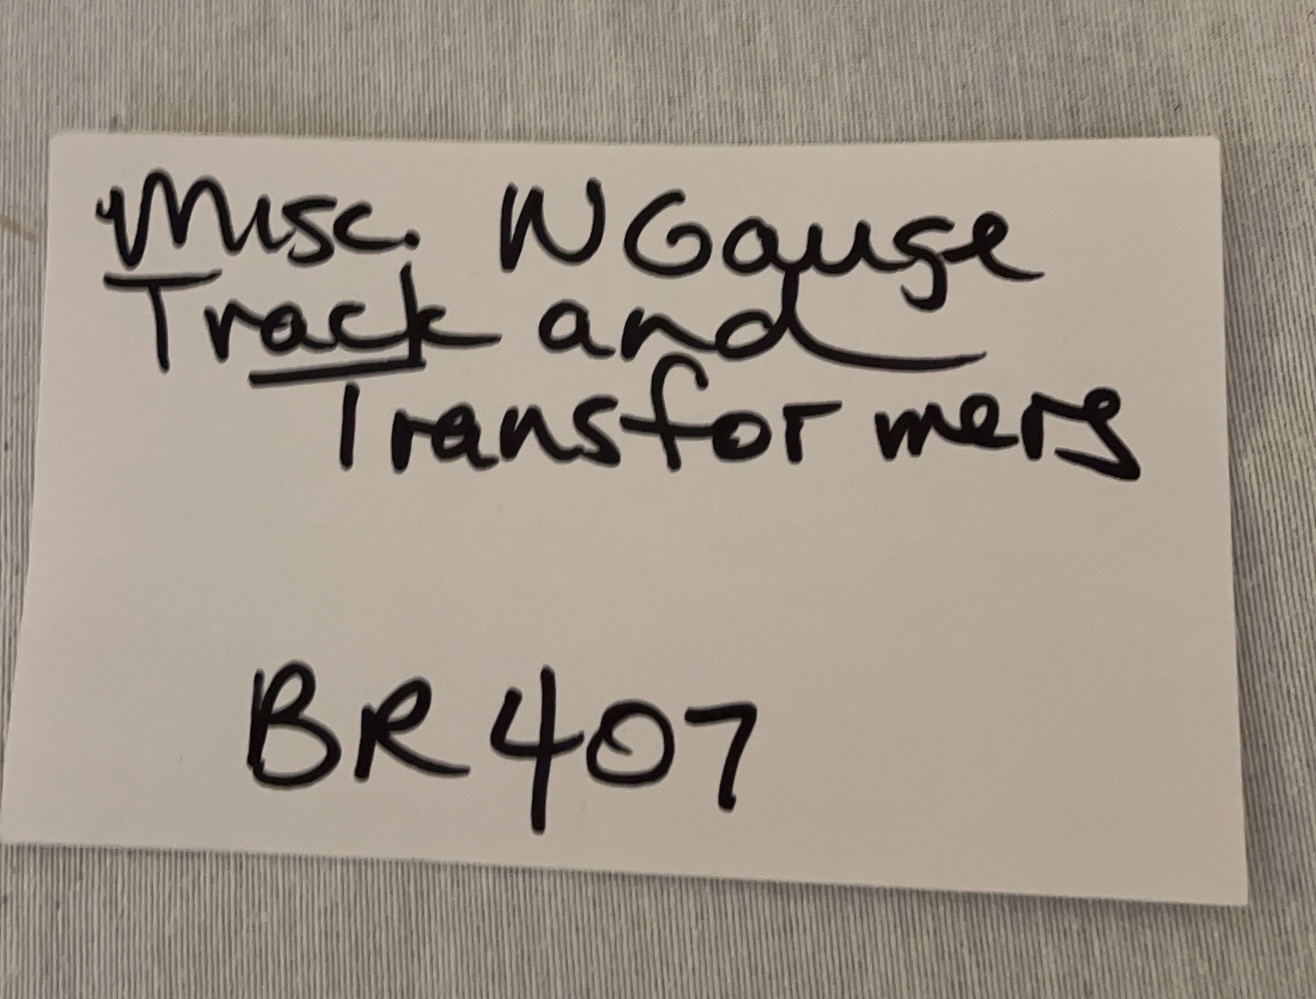 Misc. N Gauge
Track and
Transformers
BR 407